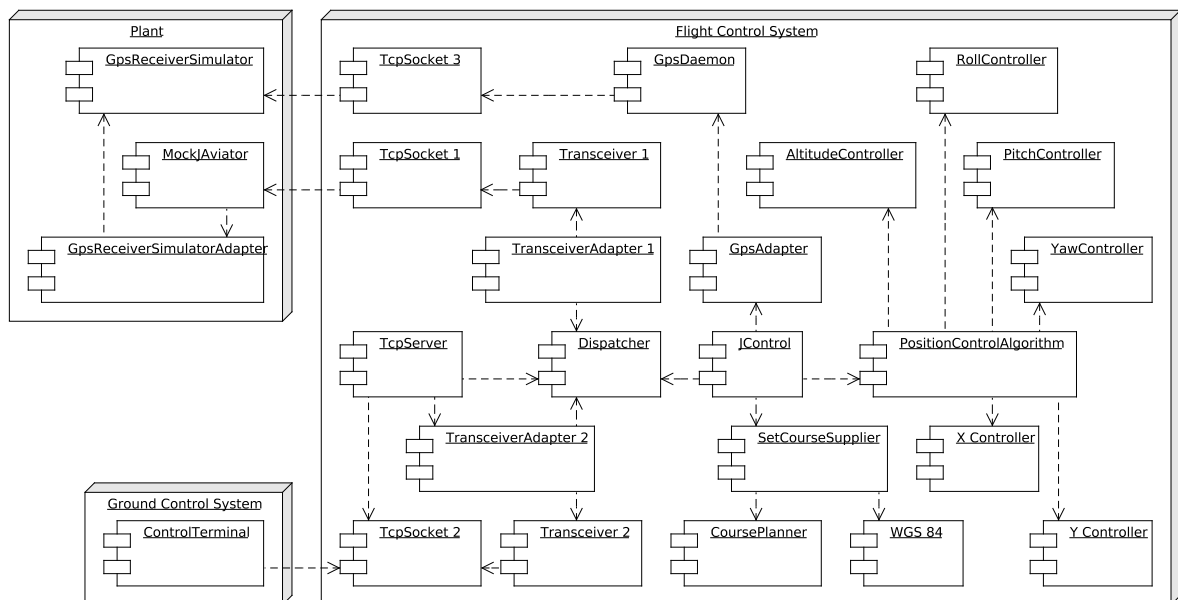 Plant
Flight Control System
GpsReceiverSimulator
TcpSocket 3
GpsDaemon
RollController
MockJAviator
TcpSocket 1
Transceiver 1
AltitudeController
PitchController
GpsReceiverSimulatorAdapter
TransceiverAdapter 1
GpsAdapter
YawController
TcpServer
Dispatcher
JControl
PositionControlAlgorithm
TransceiverAdapter 2
SetCourseSupplier
X Controller
Ground Control System
ControlTerminal
TcpSocket 2
Transceiver 2
CoursePlanner
WGS 84
Y Controller